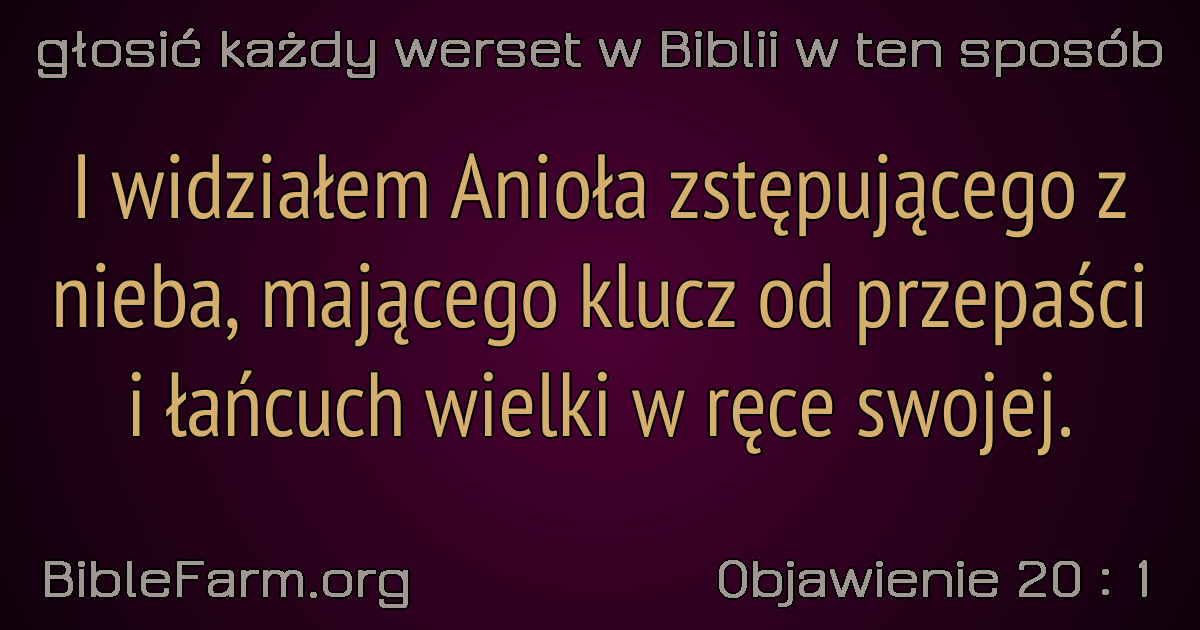 głosić każdy werset w Biblii w ten sposób
I widziałem Anioła zstępującego z
nieba, mającego klucz od przepaści
i łańcuch wielki w ręce swojej.
BibleFarm.org
Objawienie 20 : 1